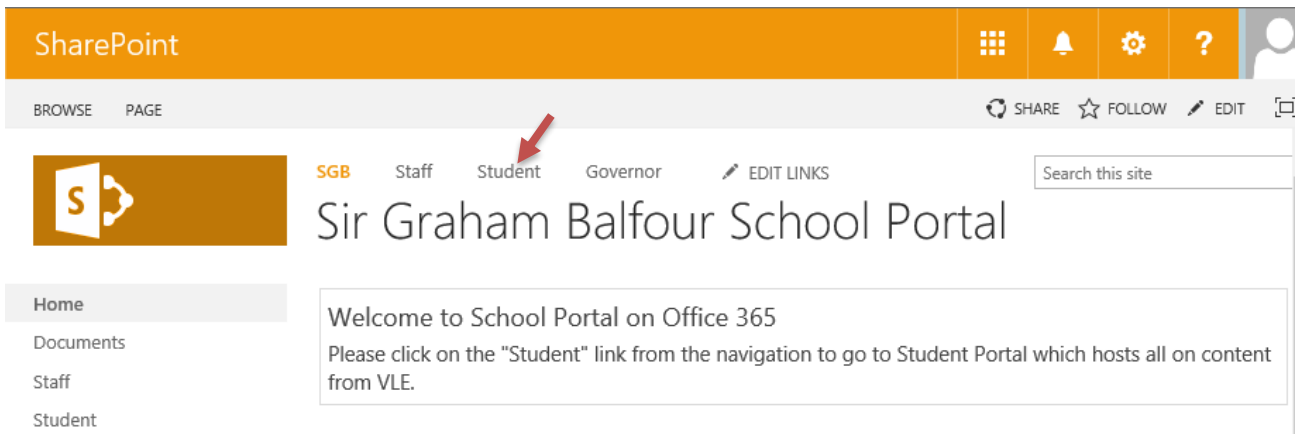 SharePoint
?
BROWSE PAGE SHARE FOLLOW EDIT
S
SGB Staff Student Governor EDIT LINKS Search this site
Sir Graham Balfour School Portal
Home
Documents
Staff
Student
Welcome to School Portal on Office 365
Please click on the "Student" link from the navigation to go to Student Portal which hosts all on content
from VLE.